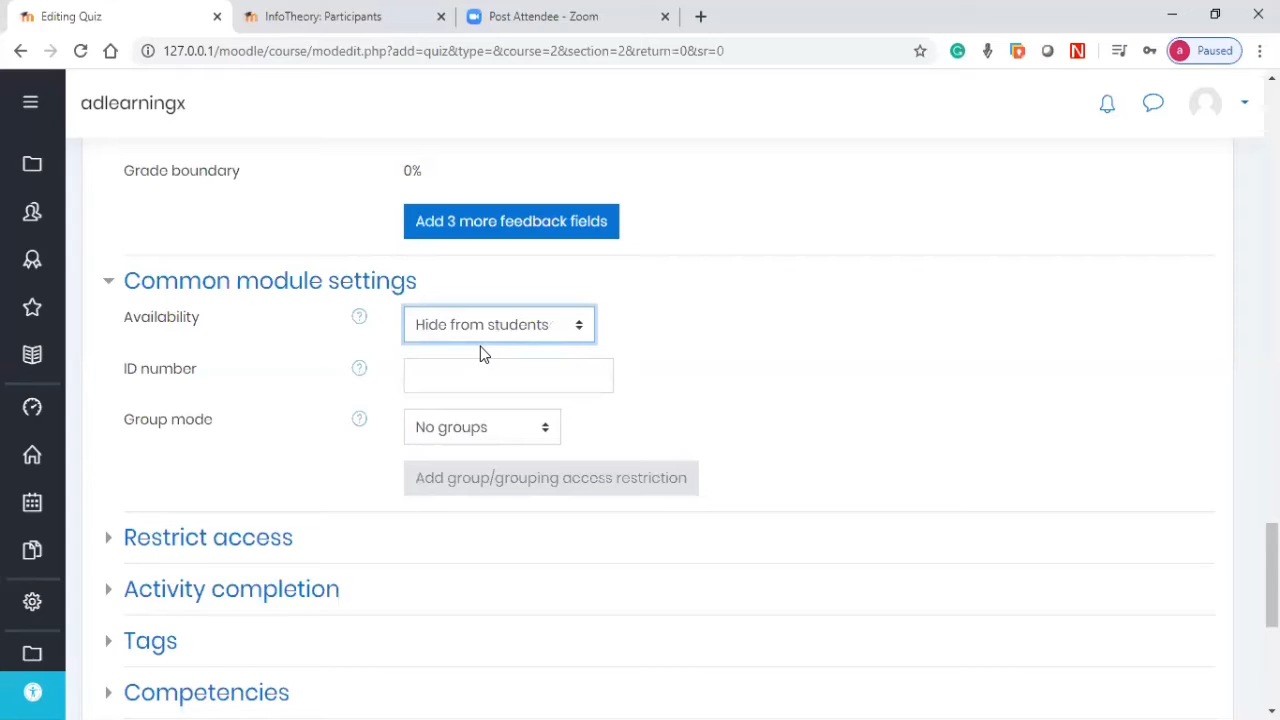 Editing Quiz
InfoTheory: Participants
Post Attendee - Zoom
127.0.0.1/moodle/course/modedit.php?add=quiz&type=&course=2&section=2&return=0&sr=0
N
a Paused
adlearningx
Grade boundary 0%
Add 3 more feedback fields
Common module settings
Availability ? Hide from students
ID number ?
Group mode ? No groups
Add group/grouping access restriction
Restrict access
Activity completion
Tags
Competencies